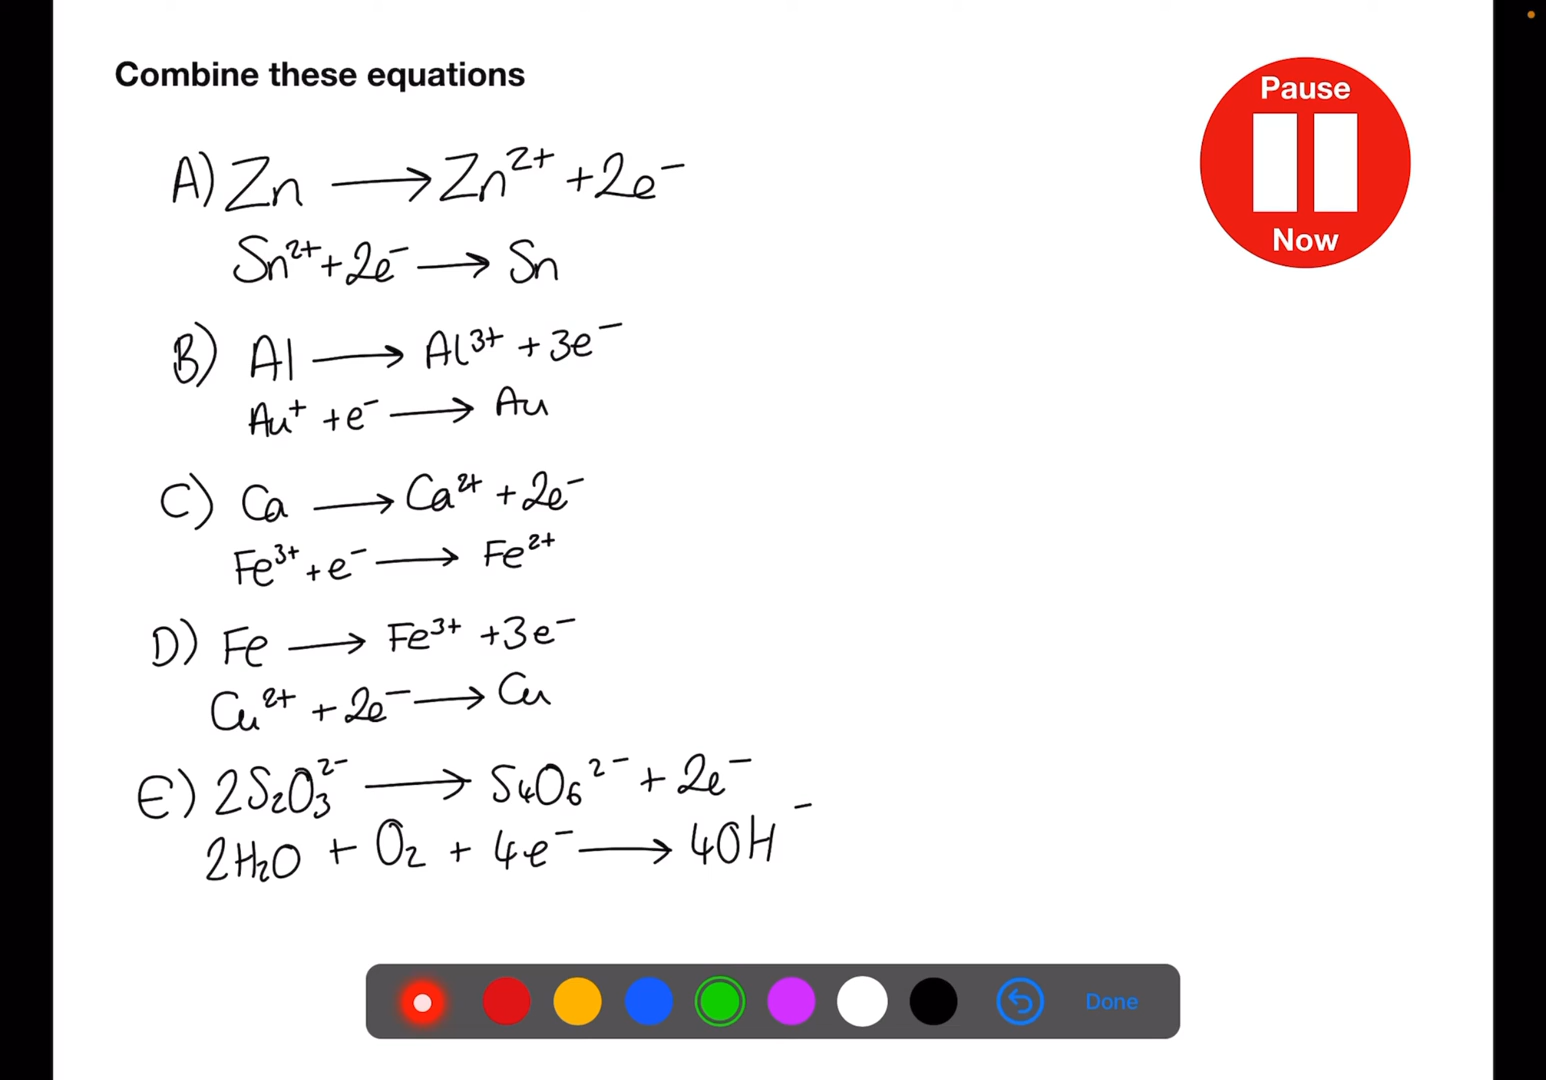 Combine these equations
Pause
Now
A) Zn ⟶ Zn²⁺ + 2e⁻
Sn²⁺ + 2e⁻ ⟶ Sn
B) Al ⟶ Al³⁺ + 3e⁻
Au⁺ + e⁻ ⟶ Au
C) Ca ⟶ Ca²⁺ + 2e⁻
Fe³⁺ + e⁻ ⟶ Fe²⁺
D) Fe ⟶ Fe³⁺ + 3e⁻
Cu²⁺ + 2e⁻ ⟶ Cu
E) 2S₂O₃²⁻ ⟶ S₄O₆²⁻ + 2e⁻
2H₂O + O₂ + 4e⁻ ⟶ 4OH⁻
Done